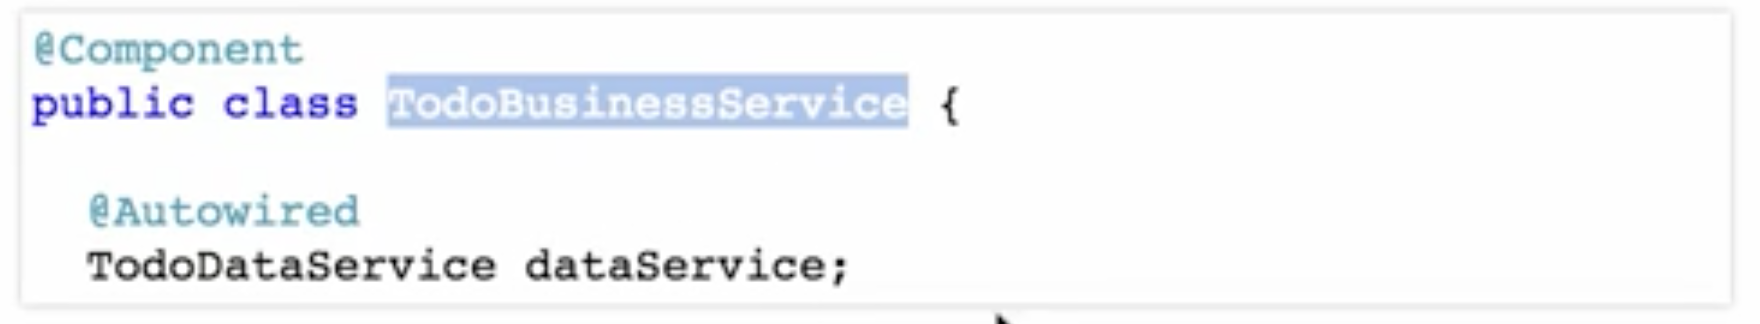 @Component
public class TodoBusinessService {
@Autowired
TodoDataService dataService;